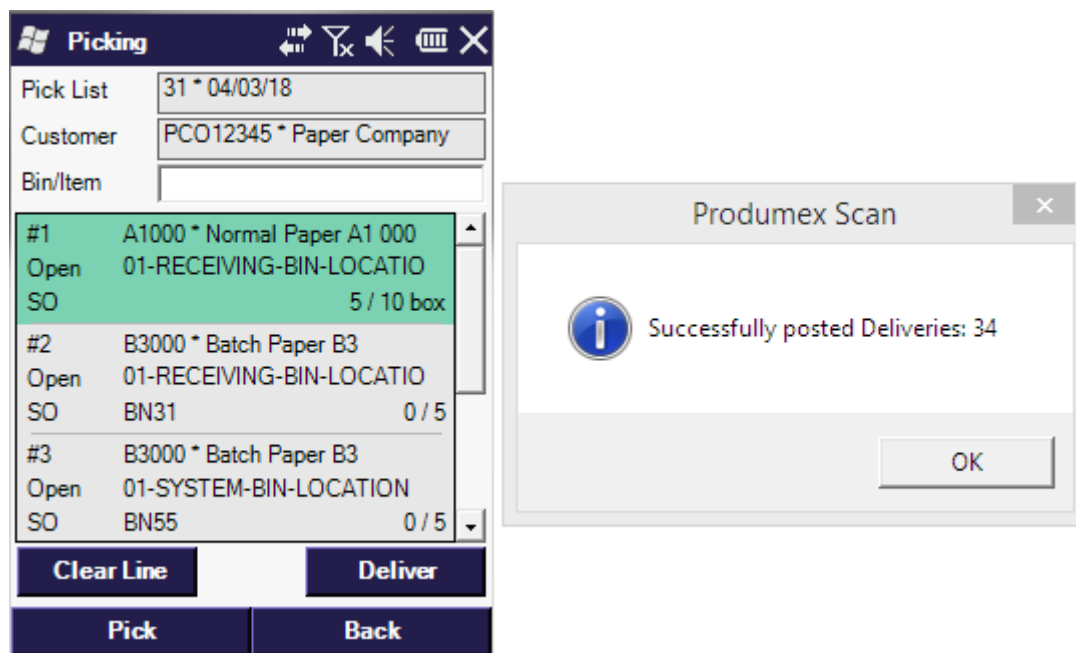 Picking
Pick List 31 * 04/03/18
Customer PCO12345 * Paper Company
Bin/Item
#1 A1000 * Normal Paper A1 000
Open 01-RECEIVING-BIN-LOCATIO
SO 5 / 10 box
#2 B3000 * Batch Paper B3
Open 01-RECEIVING-BIN-LOCATIO
SO BN31 0 / 5
#3 B3000 * Batch Paper B3
Open 01-SYSTEM-BIN-LOCATION
SO BN55 0 / 5
Clear Line Deliver
Pick Back
Produmex Scan
Successfully posted Deliveries: 34
OK